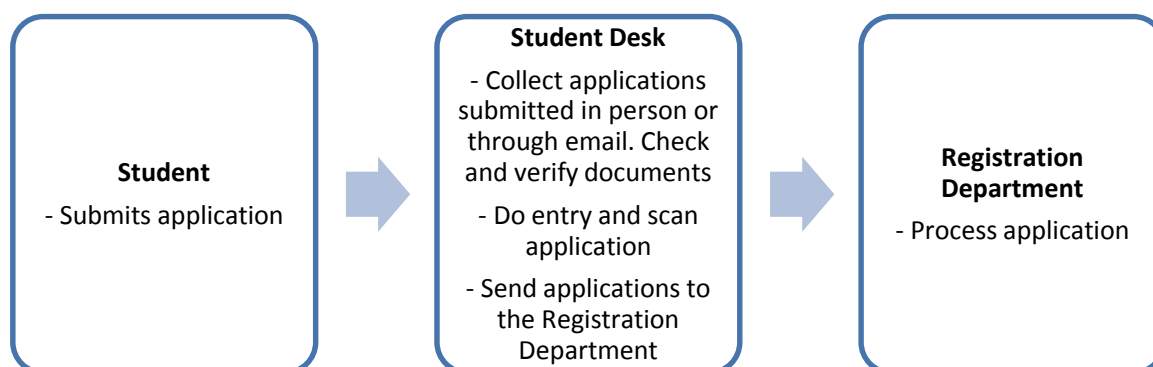 Student
- Submits application
Student Desk
- Collect applications
submitted in person or
through email. Check
and verify documents
- Do entry and scan
application
- Send applications to
the Registration
Department
Registration
Department
- Process application